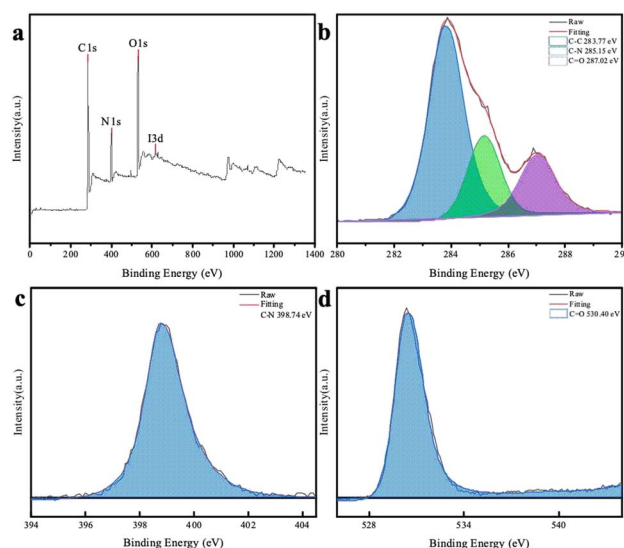 a
C1s
N1s
O1s
I3d
Intensity(a.u.)
0 200 400 600 800 1000 1200 1400
Binding Energy (eV)
b
Raw
Fitting
C-C 283.77 eV
C-N 285.15 eV
C=O 287.02 eV
Intensity(a.u.)
280 282 284 286 288 29
Binding Energy (eV)
c
Raw
Fitting
C-N 398.74 eV
Intensity(a.u.)
394 396 398 400 402 404
Binding Energy (eV)
d
Raw
Fitting
C=O 530.40 eV
Intensity(a.u.)
528 534 540
Binding Energy (eV)